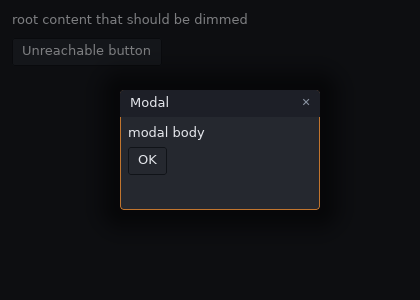 root content that should be dimmed
Unreachable button
Modal ×
modal body
OK